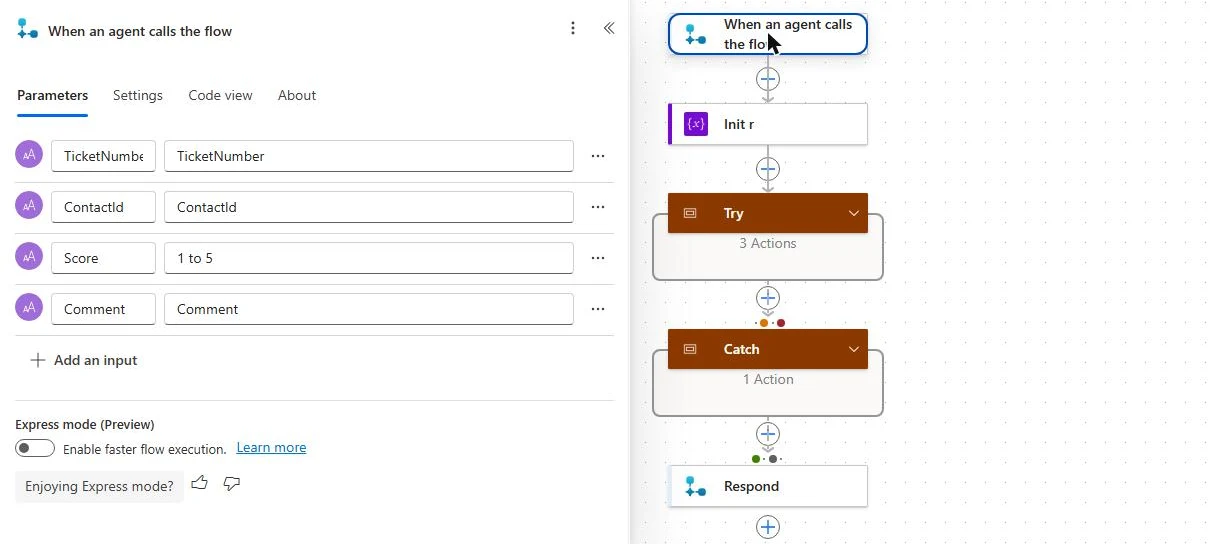 When an agent calls the flow
Parameters Settings Code view About
TicketNumbe TicketNumber
ContactId ContactId
Score 1 to 5
Comment Comment
Add an input
Express mode (Preview)
Enable faster flow execution. Learn more
Enjoying Express mode?
When an agent calls
the flow
{x} Init r
Try
3 Actions
Catch
1 Action
Respond